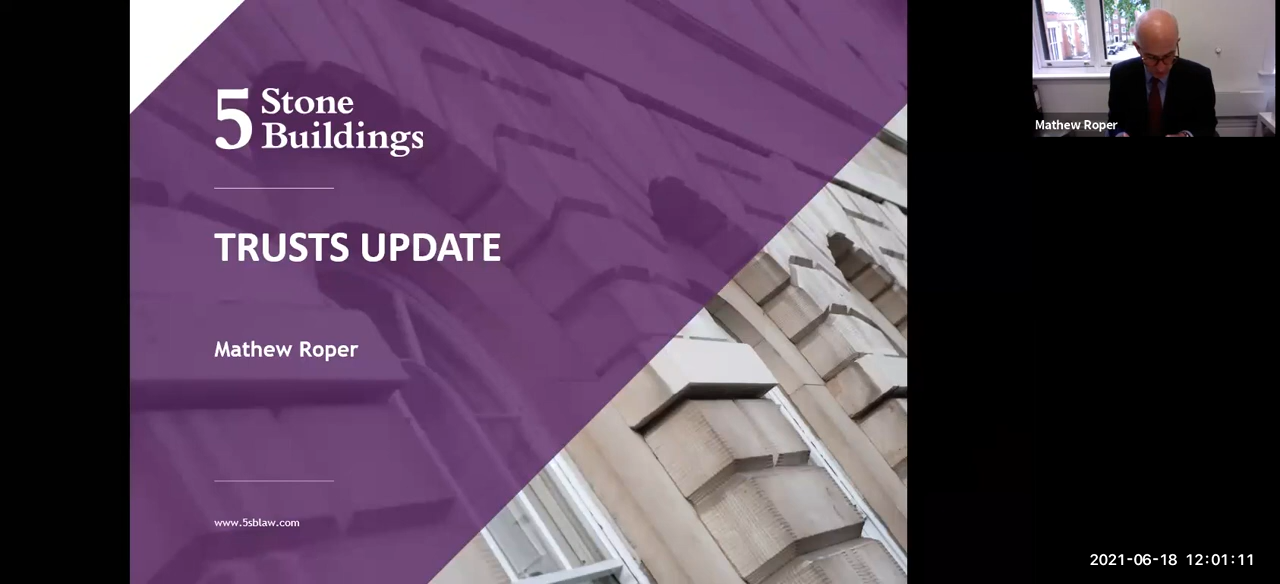 5 Stone
Buildings
TRUSTS UPDATE
Mathew Roper
www.5sblaw.com
Mathew Roper
2021-06-18 12:01:11